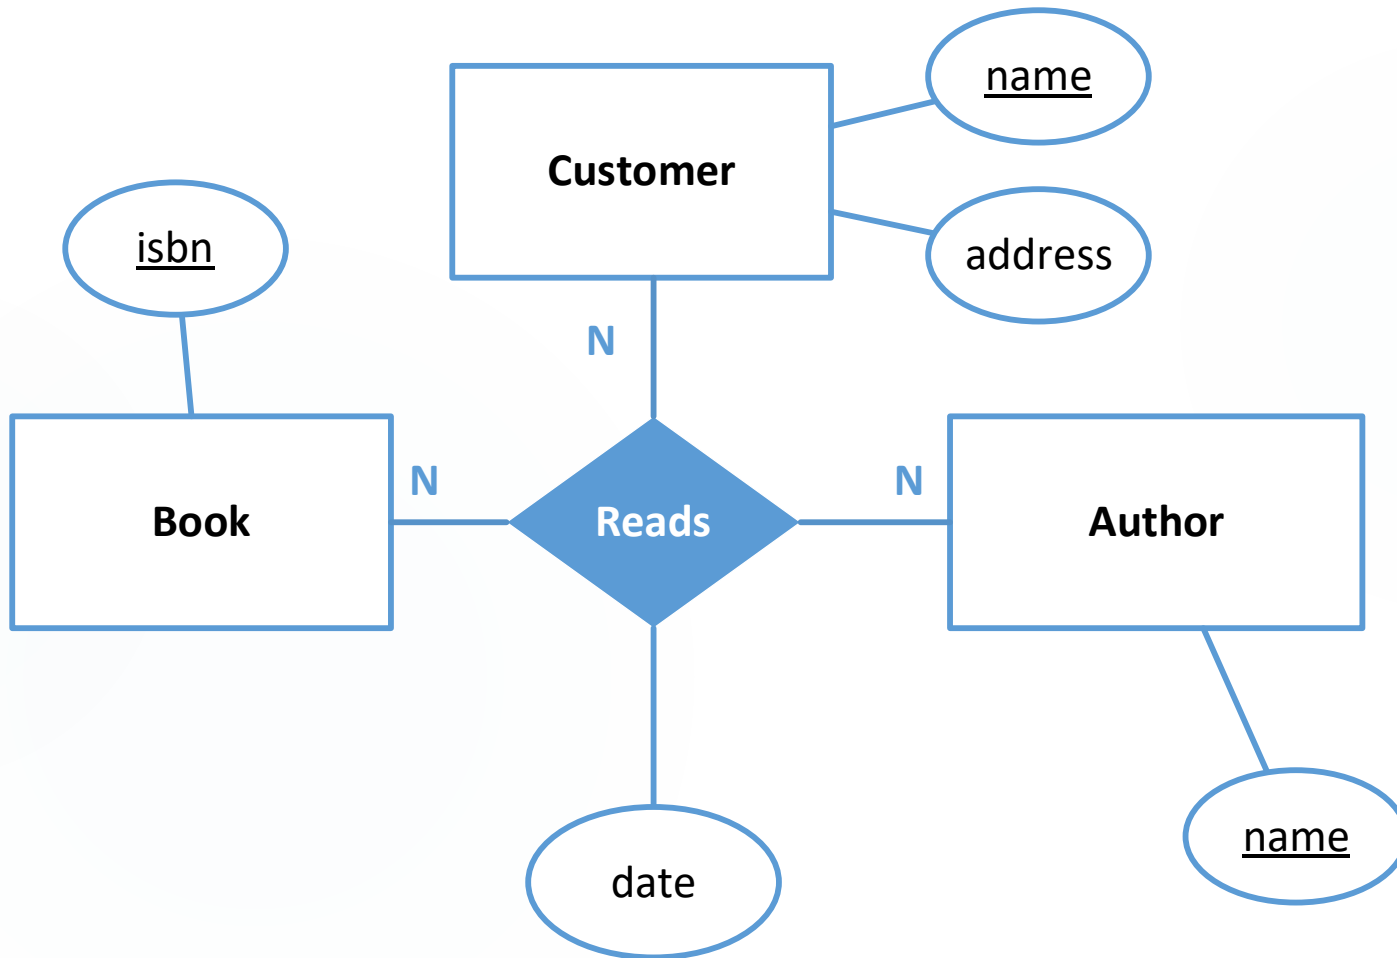 name
Customer
address
isbn
N
N
N
Book
Reads
Author
date
name